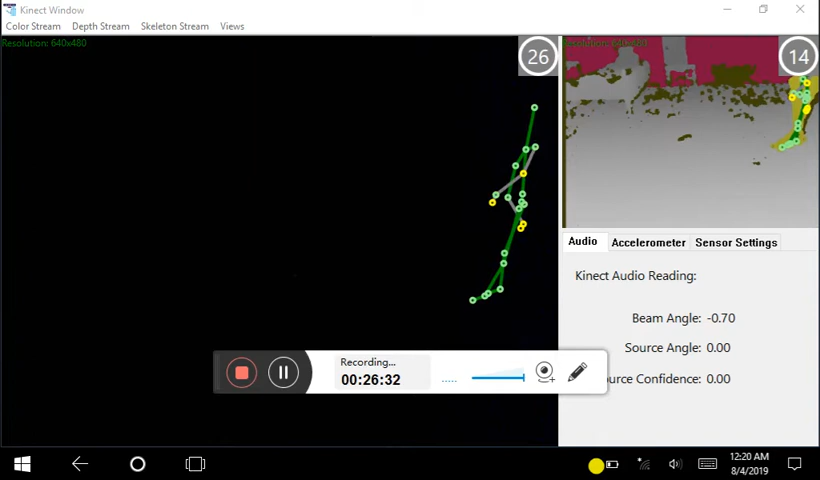 Kinect Window
Color Stream Depth Stream Skeleton Stream Views
Resolution: 640x480
26
14
Audio Accelerometer Sensor Settings
Kinect Audio Reading:
Beam Angle: -0.70
Source Angle: 0.00
ource Confidence: 0.00
Recording...
00:26:32
12:20 AM
8/4/2019